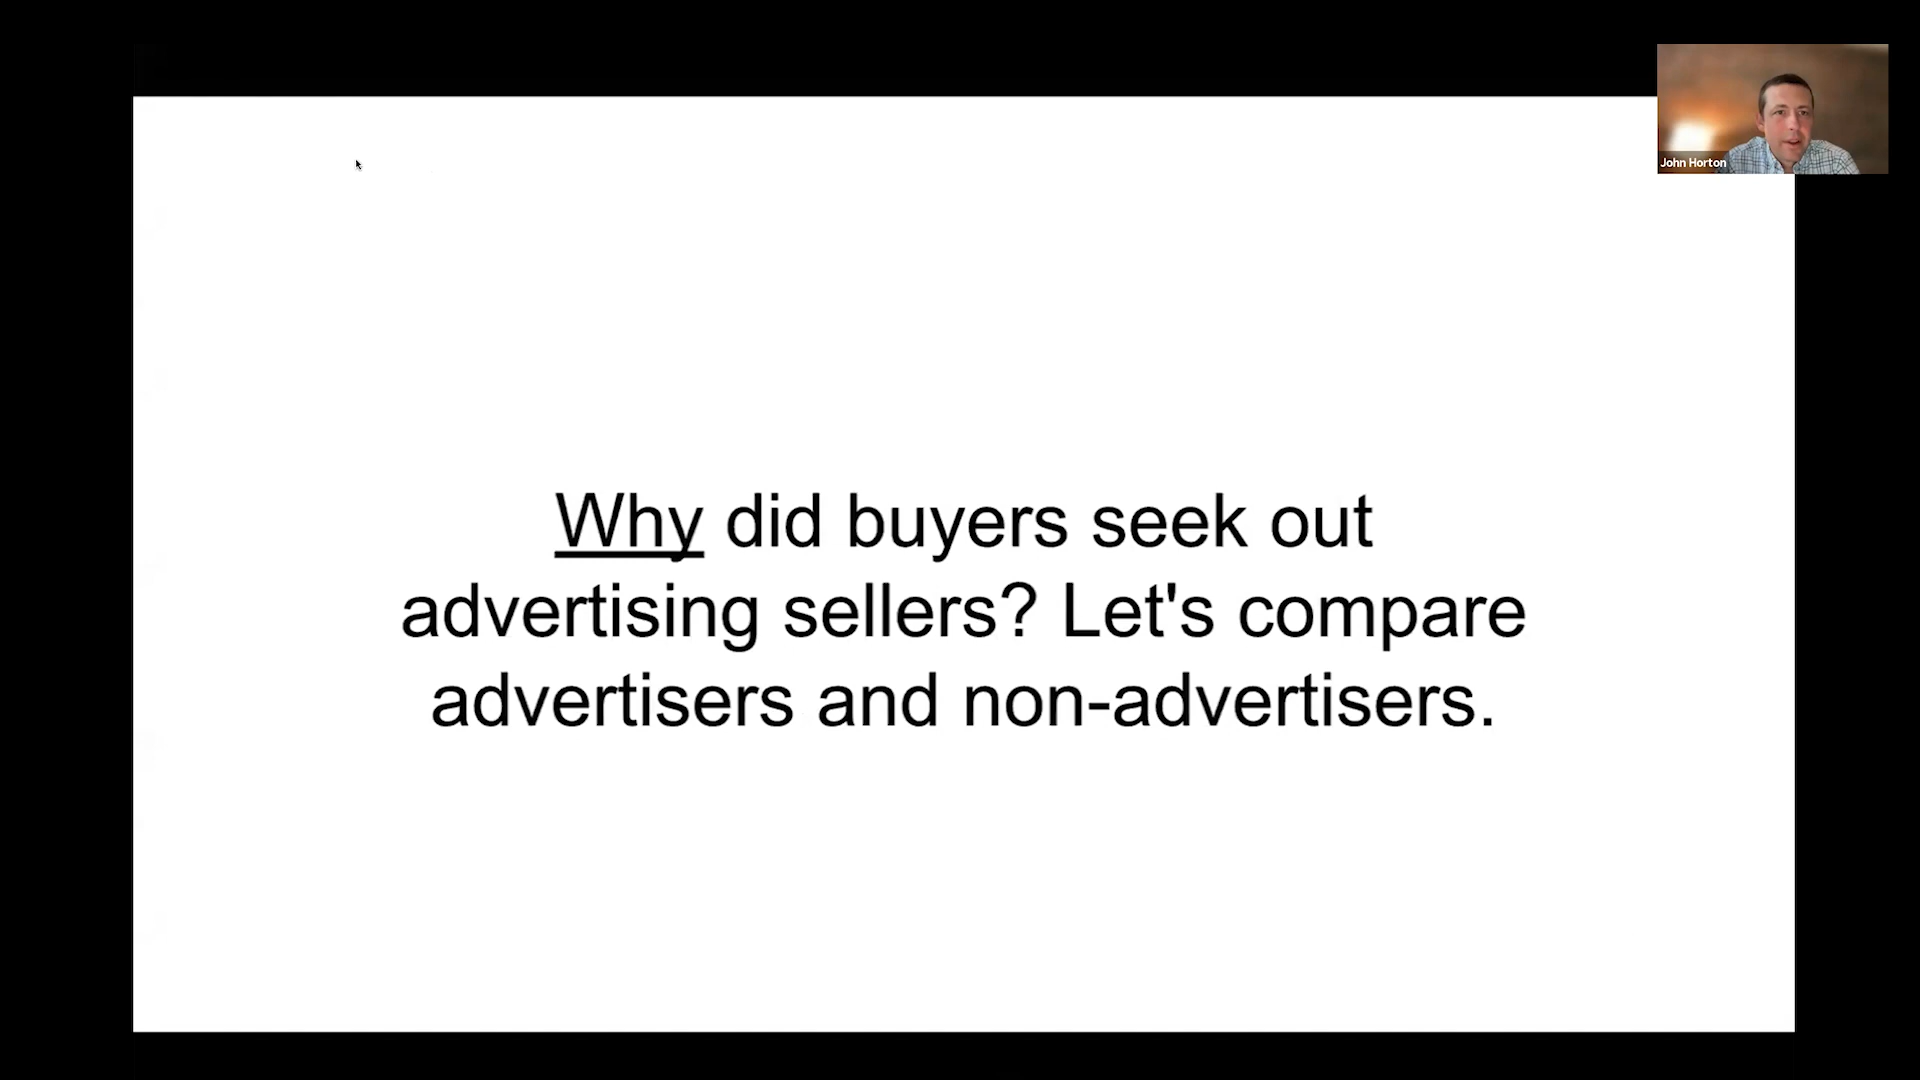 John Horton
Why did buyers seek out
advertising sellers? Let's compare
advertisers and non-advertisers.